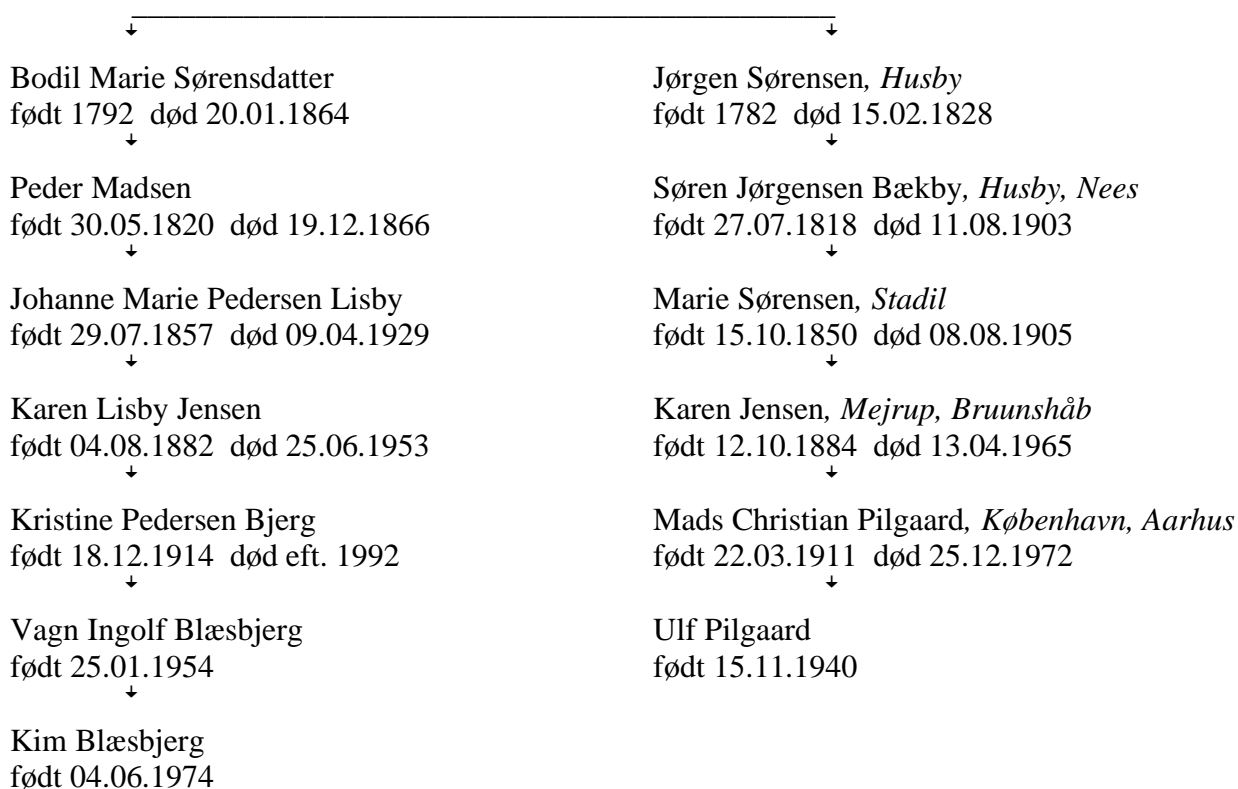 Bodil Marie Sørensdatter
født 1792 død 20.01.1864
Peder Madsen
født 30.05.1820 død 19.12.1866
Johanne Marie Pedersen Lisby
født 29.07.1857 død 09.04.1929
Karen Lisby Jensen
født 04.08.1882 død 25.06.1953
Kristine Pedersen Bjerg
født 18.12.1914 død eft. 1992
Vagn Ingolf Blæsbjerg
født 25.01.1954
Kim Blæsbjerg
født 04.06.1974
Jørgen Sørensen, Husby
født 1782 død 15.02.1828
Søren Jørgensen Bækby, Husby, Nees
født 27.07.1818 død 11.08.1903
Marie Sørensen, Stadil
født 15.10.1850 død 08.08.1905
Karen Jensen, Mejrup, Bruunshåb
født 12.10.1884 død 13.04.1965
Mads Christian Pilgaard, København, Aarhus
født 22.03.1911 død 25.12.1972
Ulf Pilgaard
født 15.11.1940